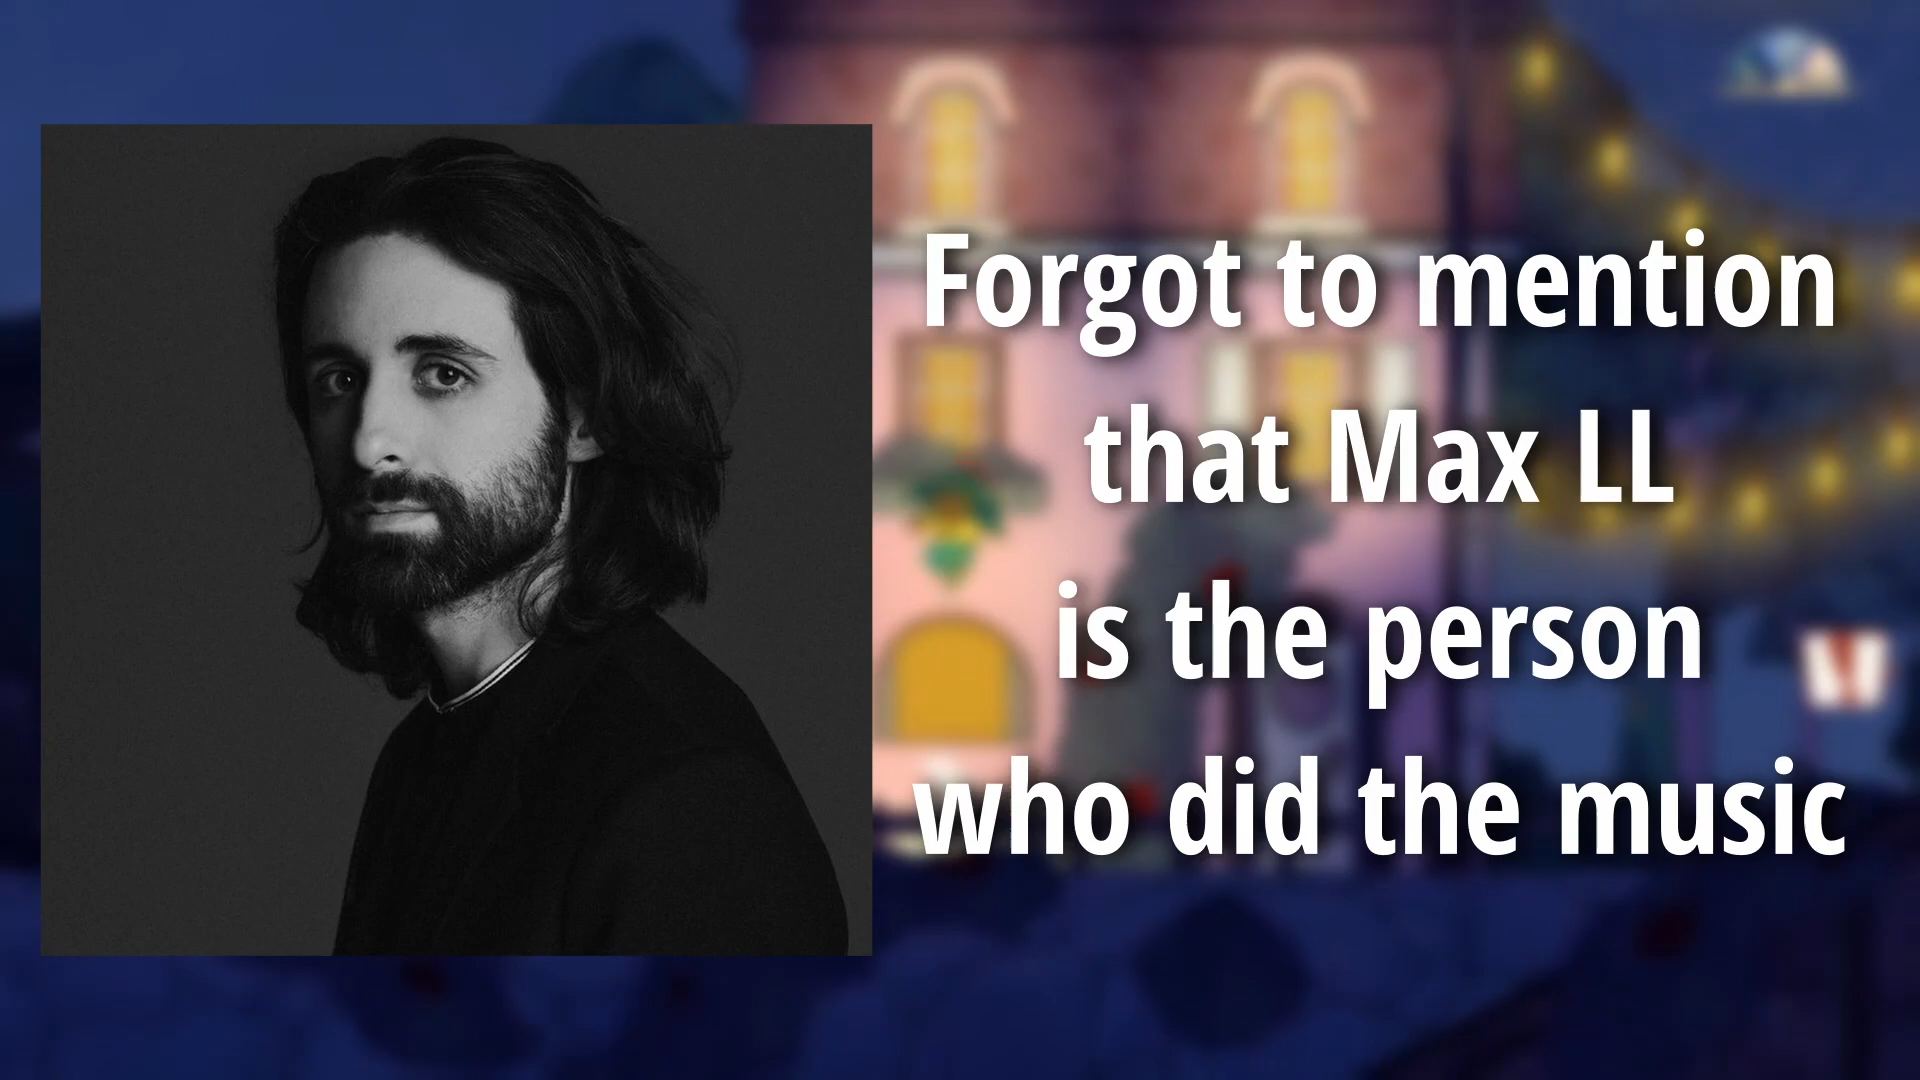 Forgot to mention
that Max LL
is the person
who did the music